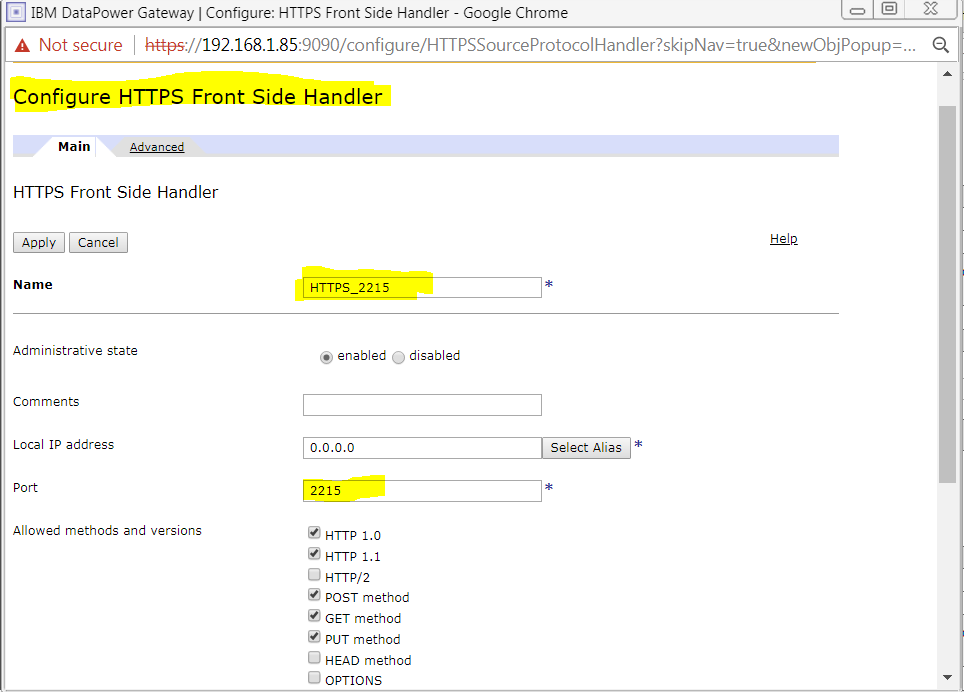 IBM DataPower Gateway | Configure: HTTPS Front Side Handler - Google Chrome
Not secure | https://192.168.1.85:9090/configure/HTTPSSourceProtocolHandler?skipNav=true&newObjPopup=...
Configure HTTPS Front Side Handler
Main Advanced
HTTPS Front Side Handler
Apply Cancel Help
Name HTTPS_2215 *
Administrative state enabled disabled
Comments
Local IP address 0.0.0.0 Select Alias *
Port 2215 *
Allowed methods and versions
HTTP 1.0
HTTP 1.1
HTTP/2
POST method
GET method
PUT method
HEAD method
OPTIONS